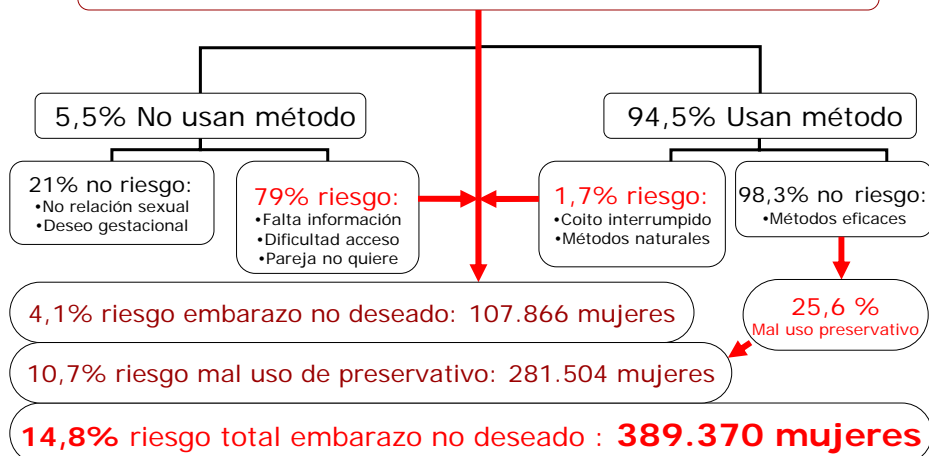 5,5% No usan método
94,5% Usan método
21% no riesgo:
•No relación sexual
•Deseo gestacional
79% riesgo:
•Falta información
•Dificultad acceso
•Pareja no quiere
1,7% riesgo:
•Coito interrumpido
•Métodos naturales
98,3% no riesgo:
•Métodos eficaces
4,1% riesgo embarazo no deseado: 107.866 mujeres
25,6 %
Mal uso preservativo
10,7% riesgo mal uso de preservativo: 281.504 mujeres
14,8% riesgo total embarazo no deseado : 389.370 mujeres